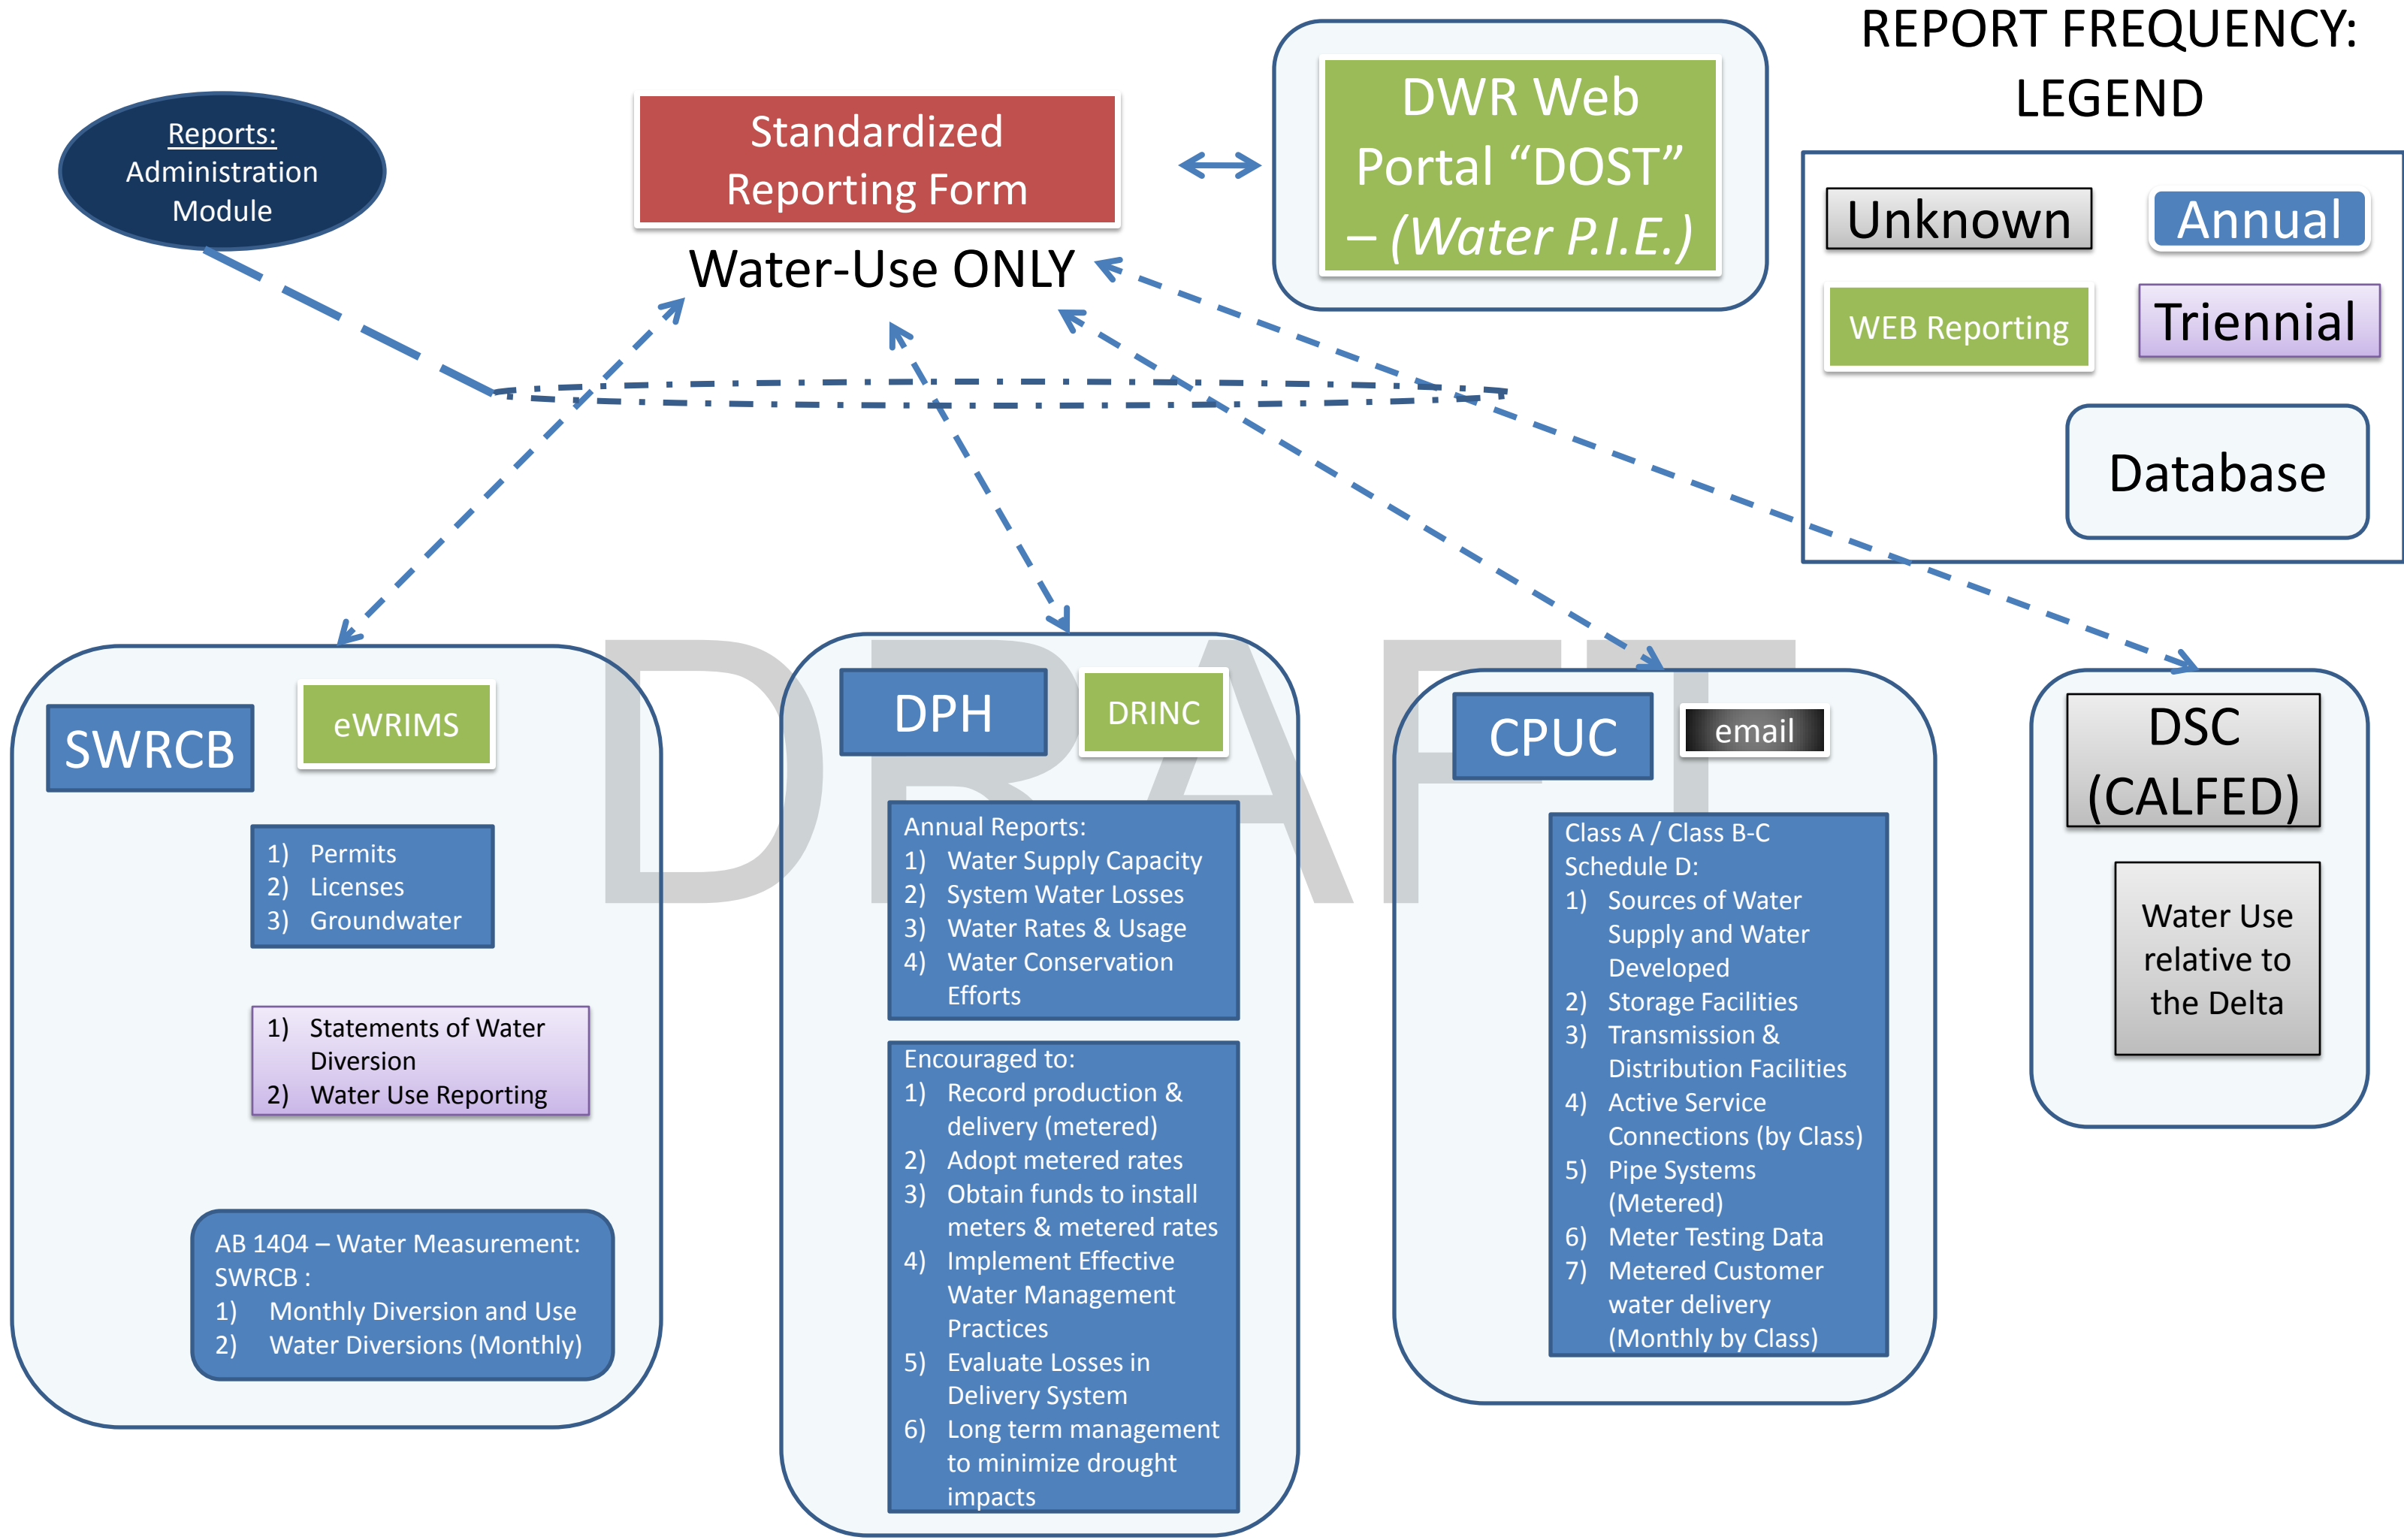 REPORT FREQUENCY:
LEGEND
Unknown
Annual
WEB Reporting
Triennial
Database
Reports:
Administration
Module
Standardized
Reporting Form
Water-Use ONLY
DWR Web
Portal “DOST”
– (Water P.I.E.)
DRAFT
SWRCB
eWRIMS
1) Permits
2) Licenses
3) Groundwater
1) Statements of Water
Diversion
2) Water Use Reporting
AB 1404 – Water Measurement:
SWRCB :
1) Monthly Diversion and Use
2) Water Diversions (Monthly)
DPH
DRINC
Annual Reports:
1) Water Supply Capacity
2) System Water Losses
3) Water Rates & Usage
4) Water Conservation
Efforts
Encouraged to:
1) Record production &
delivery (metered)
2) Adopt metered rates
3) Obtain funds to install
meters & metered rates
4) Implement Effective
Water Management
Practices
5) Evaluate Losses in
Delivery System
6) Long term management
to minimize drought
impacts
CPUC
email
Class A / Class B-C
Schedule D:
1) Sources of Water
Supply and Water
Developed
2) Storage Facilities
3) Transmission &
Distribution Facilities
4) Active Service
Connections (by Class)
5) Pipe Systems
(Metered)
6) Meter Testing Data
7) Metered Customer
water delivery
(Monthly by Class)
DSC
(CALFED)
Water Use
relative to
the Delta